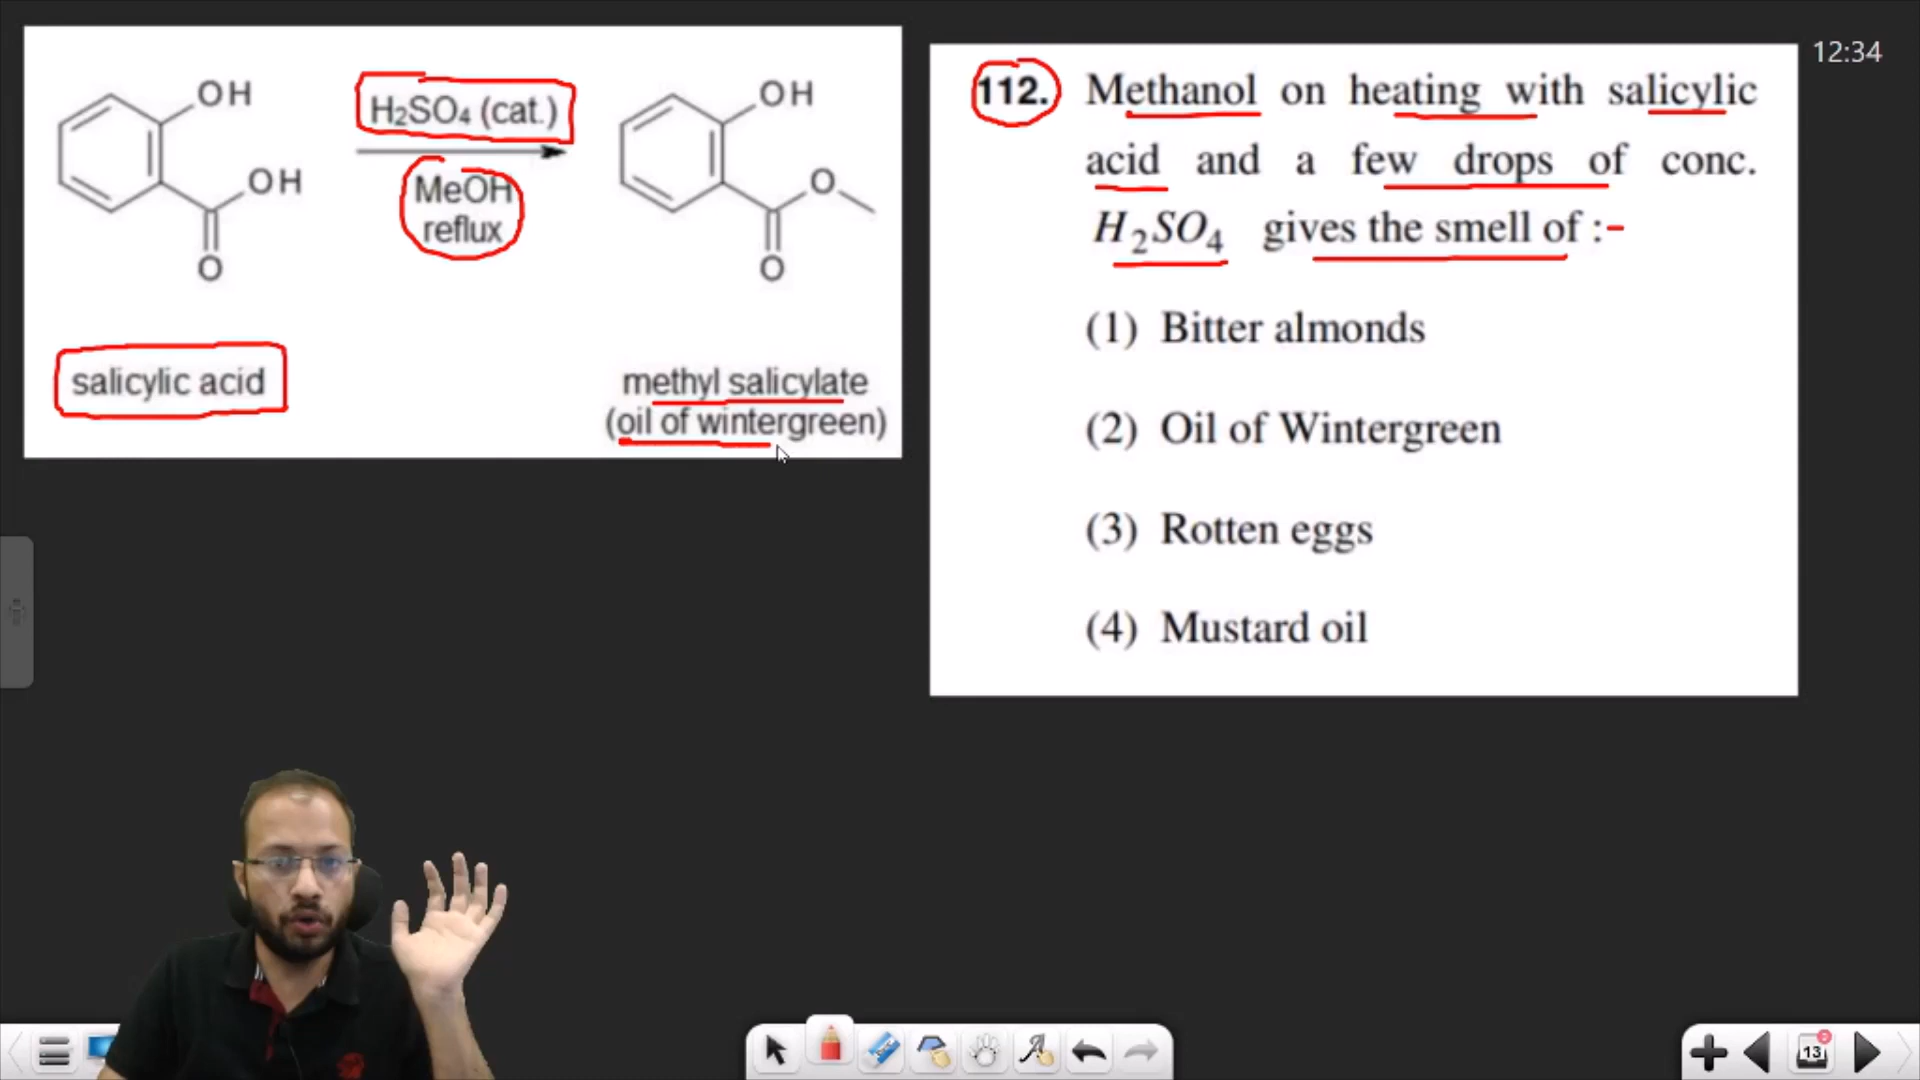 OH
H₂SO₄ (cat.)
OH
MeOH
reflux
O
OH
O
O
salicylic acid
methyl salicylate
(oil of wintergreen)
112. Methanol on heating with salicylic
acid and a few drops of conc.
H₂SO₄ gives the smell of :-
(1) Bitter almonds
(2) Oil of Wintergreen
(3) Rotten eggs
(4) Mustard oil
12:34
13